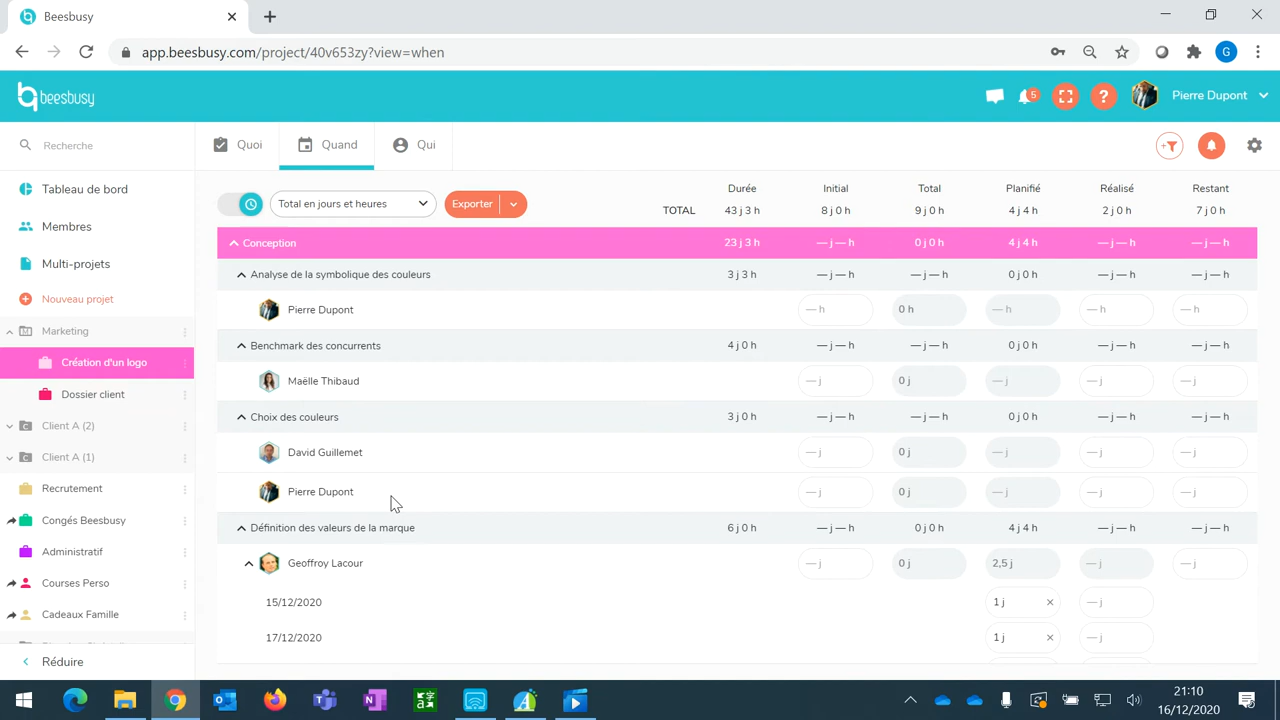 Beesbusy
app.beesbusy.com/project/40v653zy?view=when
G
beesbusy
5
?
Pierre Dupont
Recherche
Quoi
Quand
Qui
Tableau de bord
Membres
Multi-projets
Nouveau projet
Marketing
Création d'un logo
Dossier client
Client A (2)
Client A (1)
Recrutement
Congés Beesbusy
Administratif
Courses Perso
Cadeaux Famille
Réduire
Total en jours et heures
Exporter
Durée Initial Total Planifié Réalisé Restant
TOTAL 43 j 3 h 8 j 0 h 9 j 0 h 4 j 4 h 2 j 0 h 7 j 0 h
Conception 23 j 3 h — j — h 0 j 0 h 4 j 4 h — j — h — j — h
Analyse de la symbolique des couleurs 3 j 3 h — j — h — j — h 0 j 0 h — j — h — j — h
Pierre Dupont — h 0 h — h — h — h
Benchmark des concurrents 4 j 0 h — j — h — j — h 0 j 0 h — j — h — j — h
Maëlle Thibaud — j 0 j — j — j — j
Choix des couleurs 3 j 0 h — j — h — j — h 0 j 0 h — j — h — j — h
David Guillemet — j 0 j — j — j — j
Pierre Dupont — j 0 j — j — j — j
Définition des valeurs de la marque 6 j 0 h — j — h 0 j 0 h 4 j 4 h — j — h — j — h
Geoffroy Lacour — j 0 j 2,5 j — j — j
15/12/2020 1 j × — j
17/12/2020 1 j × — j
21:10
16/12/2020